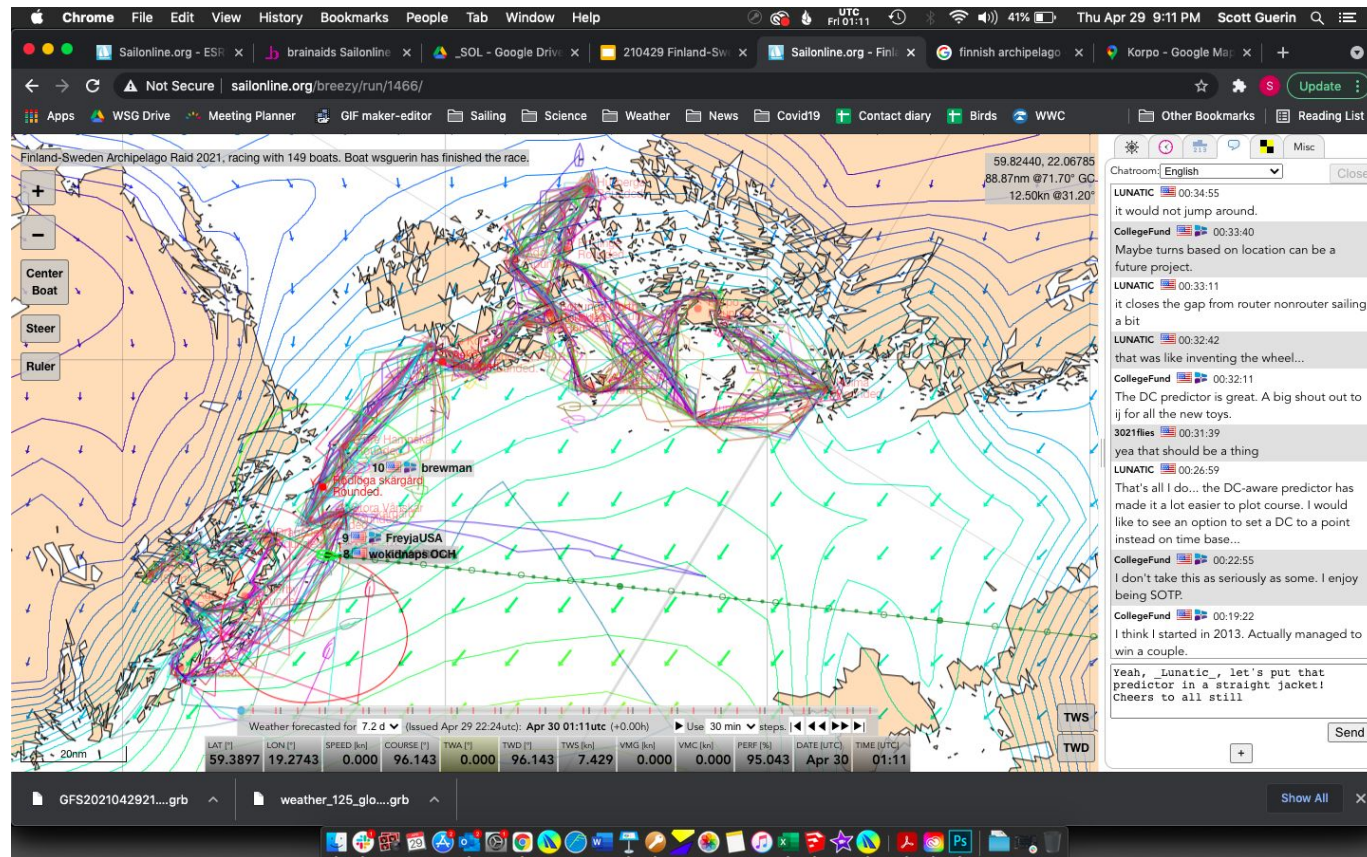 Chrome File Edit View History Bookmarks People Tab Window Help UTC Fri 01:11 41% Thu Apr 29 9:11 PM Scott Guerin
Sailonline.org - ESR brainaids Sailonline _SOL - Google Drive 210429 Finland-Sw Sailonline.org - Finl finnish archipelago Korpo - Google Map
Not Secure sailonline.org/breezy/run/1466/ S Update
Apps WSG Drive Meeting Planner GIF maker-editor Sailing Science Weather News Covid19 Contact diary Birds WWC Other Bookmarks Reading List
Finland-Sweden Archipelago Raid 2021, racing with 149 boats. Boat wsguerin has finished the race.
59.82440, 22.06785
88.87nm @71.70° GC
12.50kn @31.20°
+
−
Center
Boat
Steer
Ruler
10 brewman
Rödlöga skärgård
Rounded.
9 FreyjaUSA
8 wokidnaps OCH
20nm
Weather forecasted for 7.2 d (Issued Apr 29 22:24utc): Apr 30 01:11utc (+0.00h) Use 30 min steps.
LAT [°] LON [°] SPEED [kn] COURSE [°] TWA [°] TWD [°] TWS [kn] VMG [kn] VMC [kn] PERF [%] DATE (UTC) TIME (UTC)
59.3897 19.2743 0.000 96.143 0.000 96.143 7.429 0.000 0.000 95.043 Apr 30 01:11
TWS
TWD
Misc
Chatroom: English Close
LUNATIC 00:34:55
it would not jump around.
CollegeFund 00:33:40
Maybe turns based on location can be a
future project.
LUNATIC 00:33:11
it closes the gap from router nonrouter sailing
a bit
LUNATIC 00:32:42
that was like inventing the wheel...
CollegeFund 00:32:11
The DC predictor is great. A big shout out to
ij for all the new toys.
3021flies 00:31:39
yea that should be a thing
LUNATIC 00:26:59
That's all I do... the DC-aware predictor has
made it a lot easier to plot course. I would
like to see an option to set a DC to a point
instead on time base...
CollegeFund 00:22:55
I don't take this as seriously as some. I enjoy
being SOTP.
CollegeFund 00:19:22
I think I started in 2013. Actually managed to
win a couple.
Yeah, _Lunatic_, let's put that
predictor in a straight jacket!
Cheers to all still
Send
+
GFS2021042921....grb weather_125_glo....grb Show All